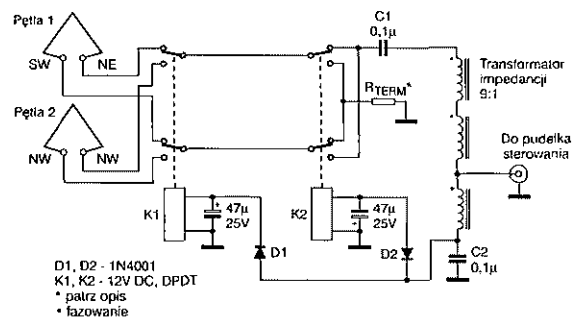 Pętla 1
SW
NE
Pętla 2
NW
NW
C1
0,1µ
R TERM*
Transformator
impedancji
9:1
Do pudełka
sterowania
K1
47µ
25V
D1
K2
47µ
25V
D2
C2
0,1µ
D1, D2 - 1N4001
K1, K2 - 12V DC, DPDT
* patrz opis
• fazowanie